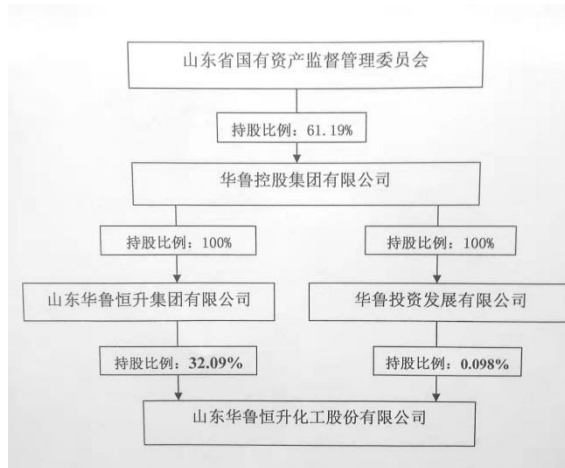 山东省国有资产监督管理委员会
持股比例：61.19%
华鲁控股集团有限公司
持股比例：100%
持股比例：100%
山东华鲁恒升集团有限公司
华鲁投资发展有限公司
持股比例：32.09%
持股比例：0.098%
山东华鲁恒升化工股份有限公司